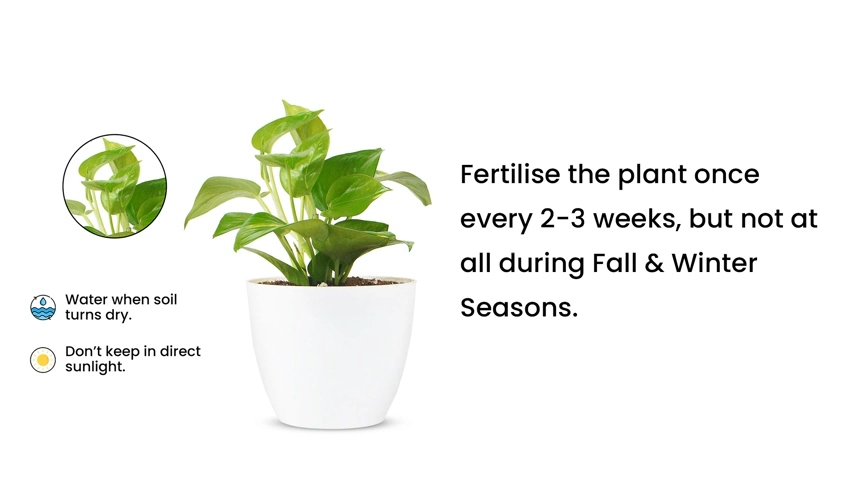 Water when soil
turns dry.
Don't keep in direct
sunlight.
Fertilise the plant once
every 2-3 weeks, but not at
all during Fall & Winter
Seasons.